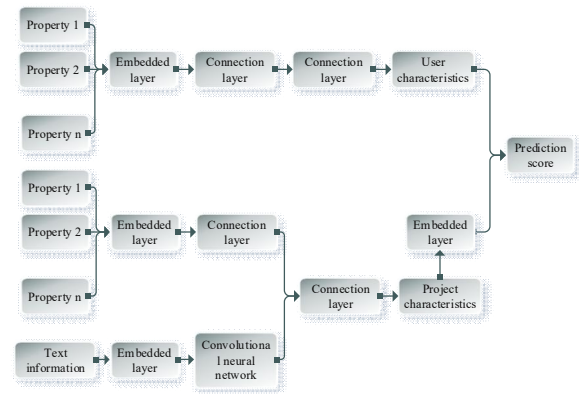 Property 1
Property 2
Property n
Embedded
layer
Connection
layer
Connection
layer
User
characteristics
Prediction
score
Property 1
Property 2
Property n
Embedded
layer
Connection
layer
Text
information
Embedded
layer
Convolutiona
l neural
network
Connection
layer
Project
characteristics
Embedded
layer